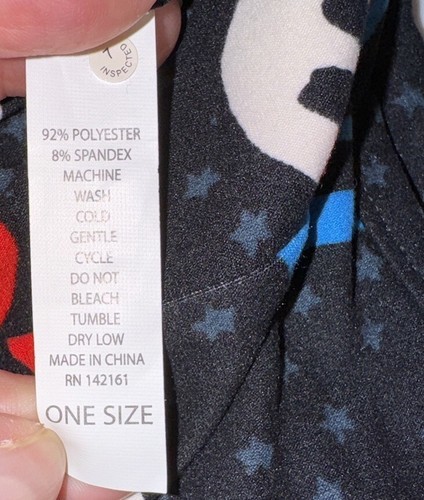 7
INSPECTED
92% POLYESTER
8% SPANDEX
MACHINE
WASH
COLD
GENTLE
CYCLE
DO NOT
BLEACH
TUMBLE
DRY LOW
MADE IN CHINA
RN 142161
ONE SIZE